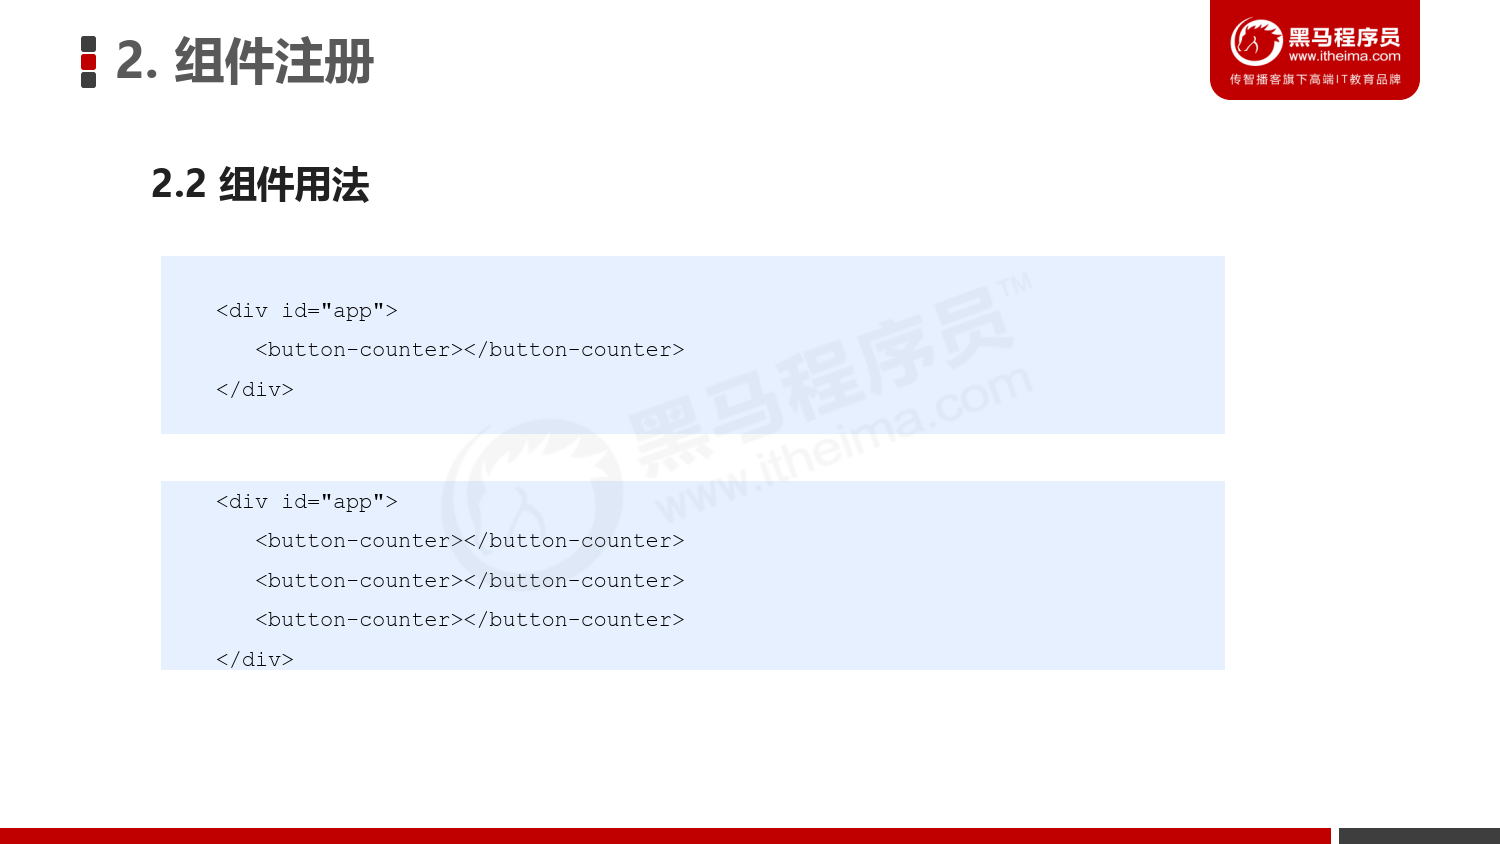 2. 组件注册
黑马程序员
www.itheima.com
传智播客旗下高端IT教育品牌
2.2 组件用法
<div id="app">
<button-counter></button-counter>
</div>
黑马程序员™
www.itheima.com
<div id="app">
<button-counter></button-counter>
<button-counter></button-counter>
<button-counter></button-counter>
</div>